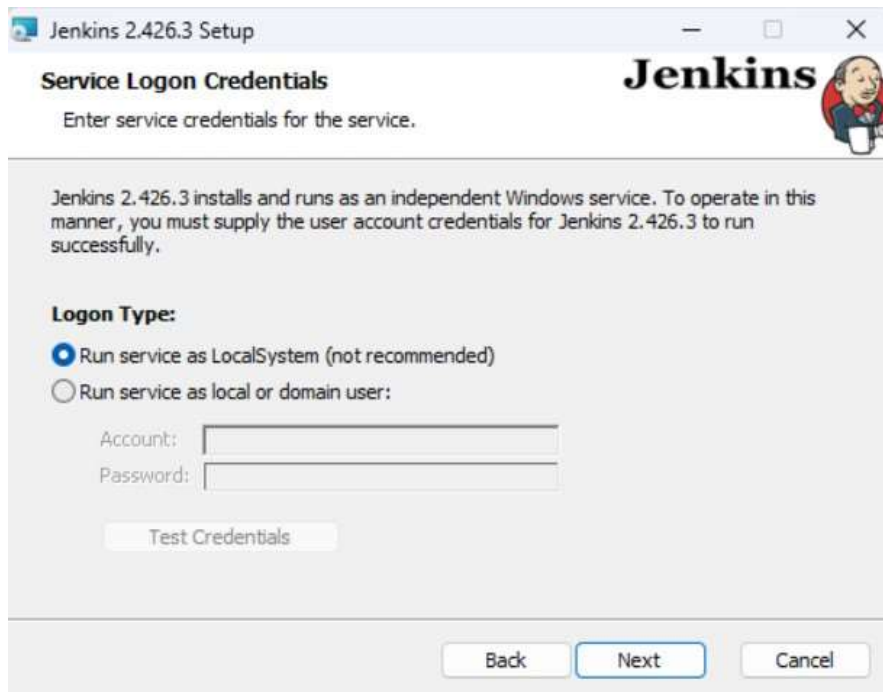 Jenkins 2.426.3 Setup
Service Logon Credentials
Jenkins
Enter service credentials for the service.
Jenkins 2.426.3 installs and runs as an independent Windows service. To operate in this
manner, you must supply the user account credentials for Jenkins 2.426.3 to run
successfully.
Logon Type:
Run service as LocalSystem (not recommended)
Run service as local or domain user:
Account:
Password:
Test Credentials
Back Next Cancel